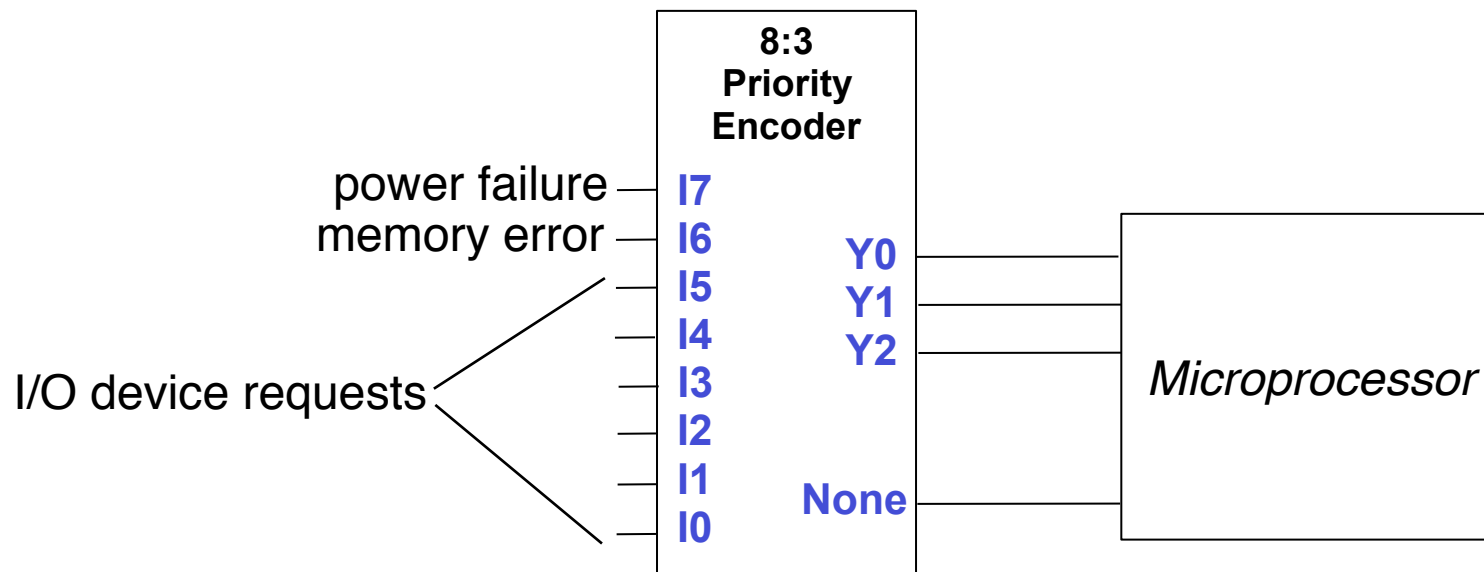 8:3
Priority
Encoder
power failure
I7
memory error
I6
Y0
I5
Y1
I4
Y2
I/O device requests
I3
Microprocessor
I2
I1
None
I0